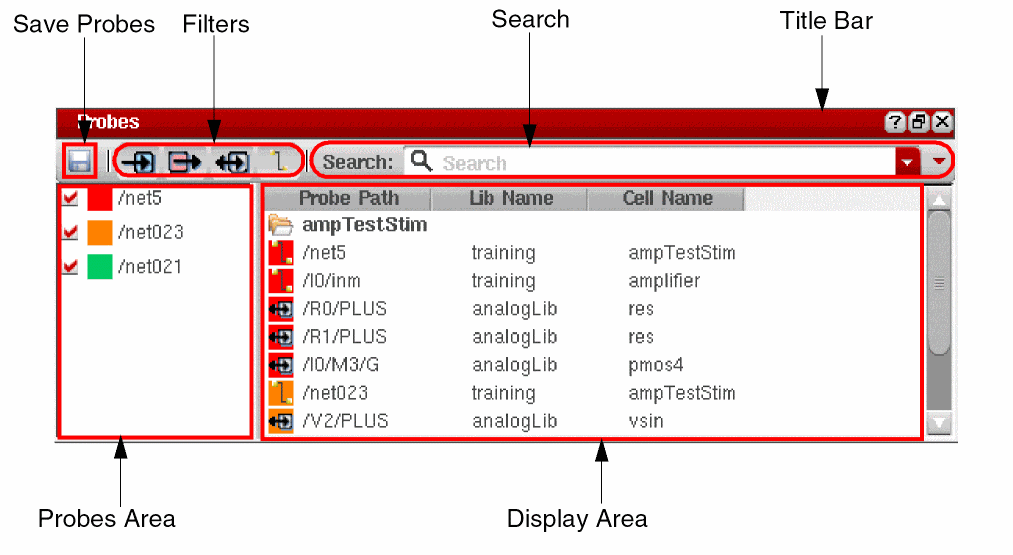 Save Probes Filters Search Title Bar
Probes
Search: Search
/net5
/net023
/net021
Probe Path Lib Name Cell Name
ampTestStim
/net5 training ampTestStim
/I0/inm training amplifier
/R0/PLUS analogLib res
/R1/PLUS analogLib res
/I0/M3/G analogLib pmos4
/net023 training ampTestStim
/V2/PLUS analogLib vsin
Probes Area Display Area